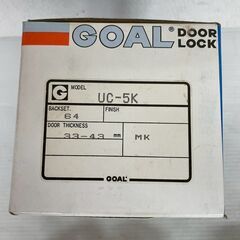 GOAL DOOR LOCK
G MODEL UC-5K
BACKSET. FINISH
64
DOOR THICKNESS
33-43 mm MK
GOAL